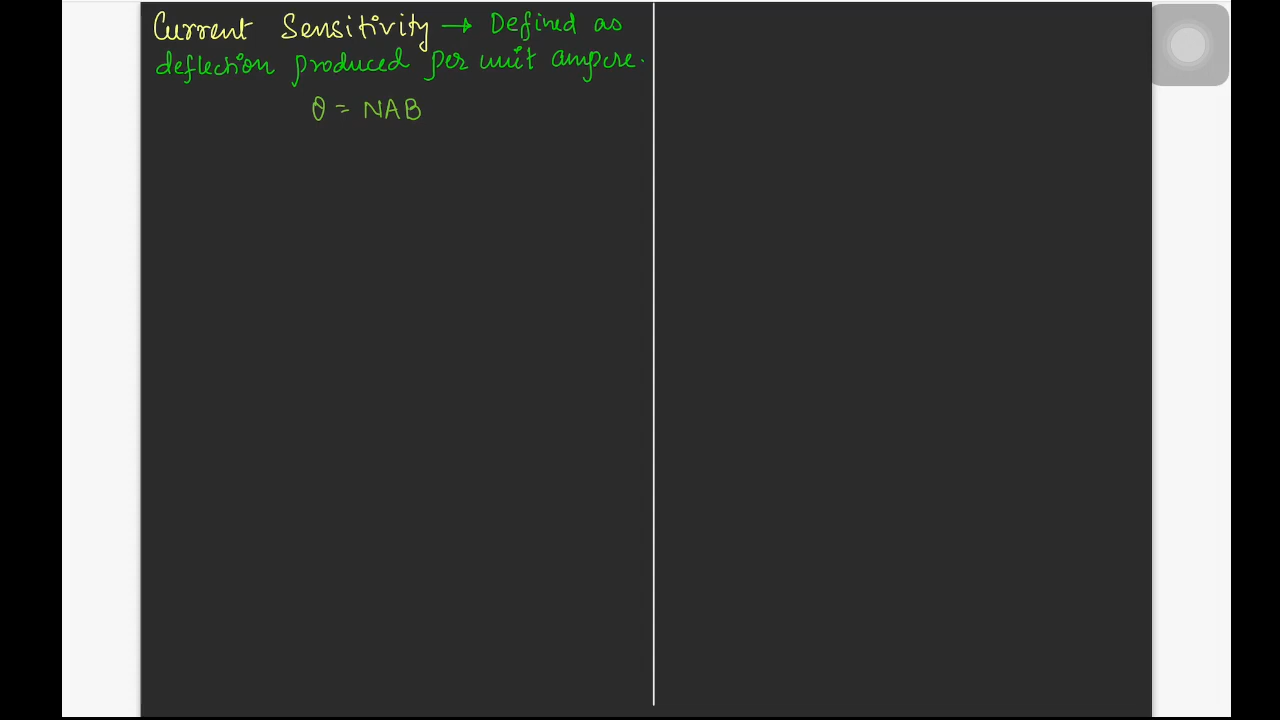 Current Sensitivity → Defined as
deflection produced per unit ampere.
θ = NAB